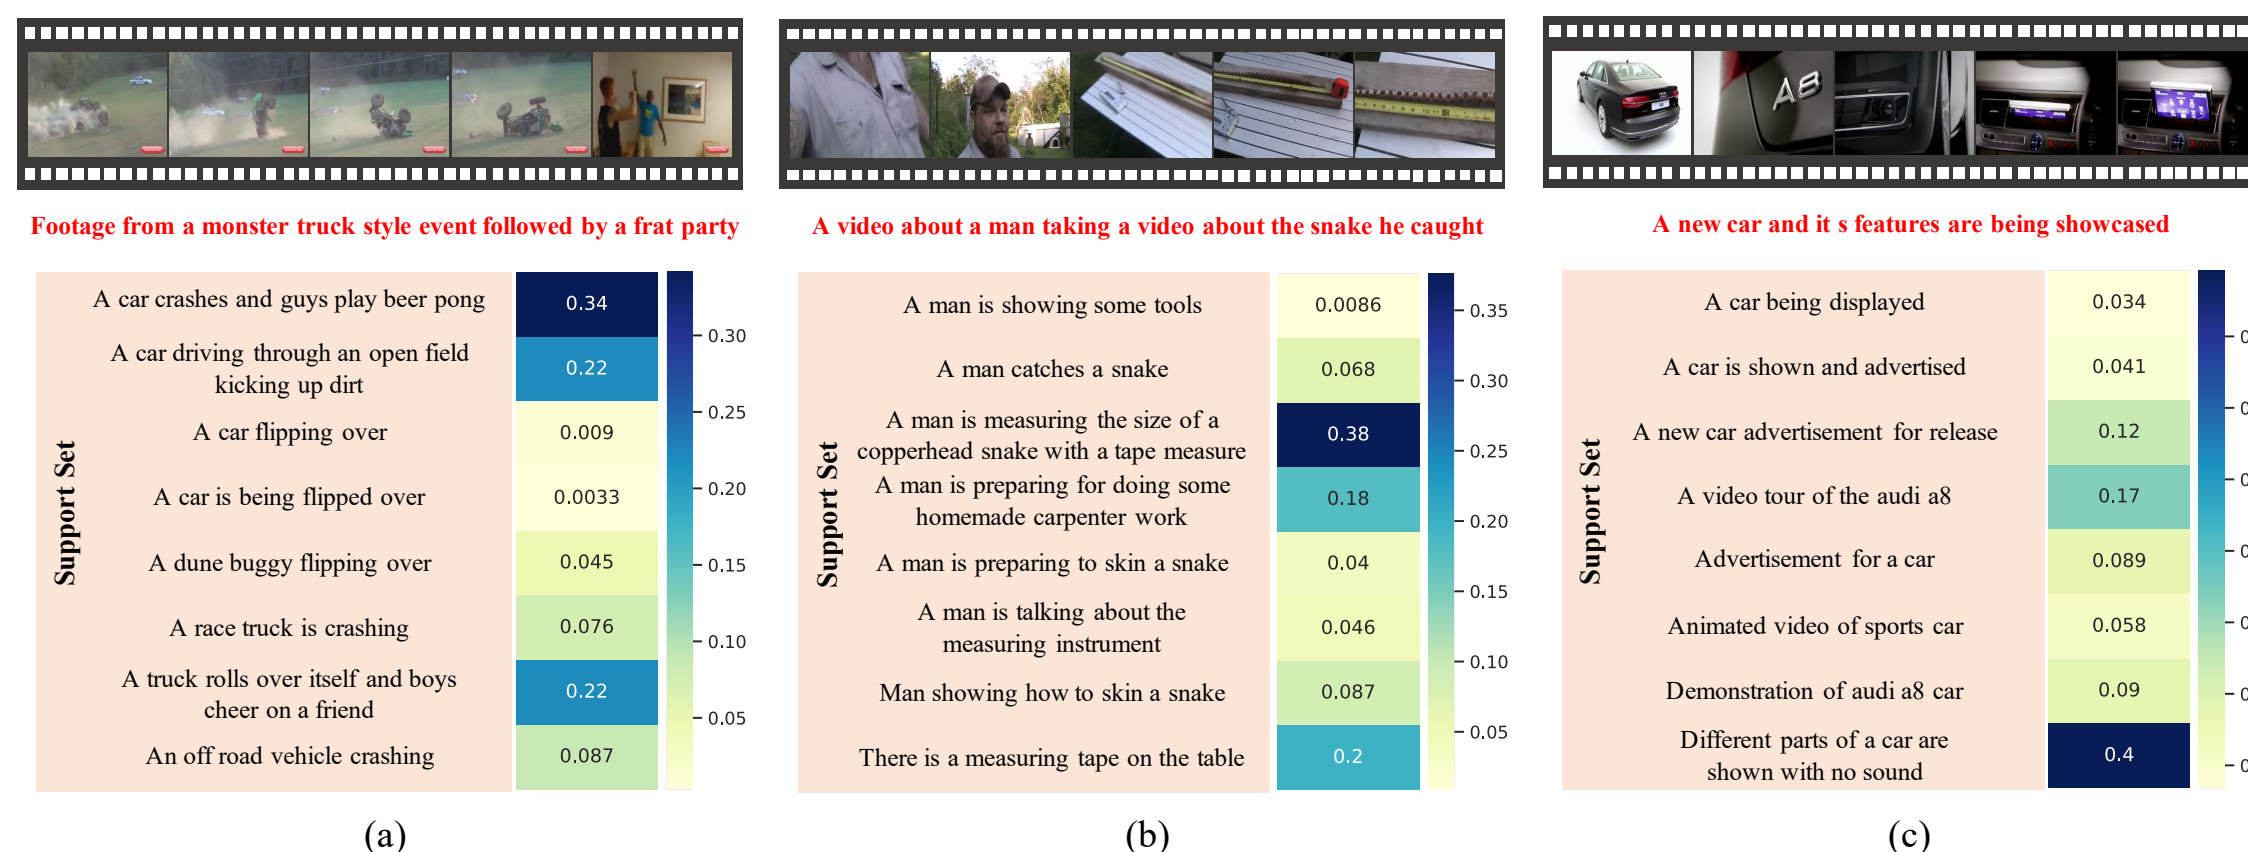 Footage from a monster truck style event followed by a frat party
Support Set
A car crashes and guys play beer pong
0.34
A car driving through an open field
kicking up dirt
0.22
A car flipping over
0.009
A car is being flipped over
0.0033
A dune buggy flipping over
0.045
A race truck is crashing
0.076
A truck rolls over itself and boys
cheer on a friend
0.22
An off road vehicle crashing
0.087
0.30
0.25
0.20
0.15
0.10
0.05
(a)
A video about a man taking a video about the snake he caught
Support Set
A man is showing some tools
0.0086
A man catches a snake
0.068
A man is measuring the size of a
copperhead snake with a tape measure
0.38
A man is preparing for doing some
homemade carpenter work
0.18
A man is preparing to skin a snake
0.04
A man is talking about the
measuring instrument
0.046
Man showing how to skin a snake
0.087
There is a measuring tape on the table
0.2
0.35
0.30
0.25
0.20
0.15
0.10
0.05
(b)
A8
A new car and it s features are being showcased
Support Set
A car being displayed
0.034
A car is shown and advertised
0.041
A new car advertisement for release
0.12
A video tour of the audi a8
0.17
Advertisement for a car
0.089
Animated video of sports car
0.058
Demonstration of audi a8 car
0.09
Different parts of a car are
shown with no sound
0.4
(c)